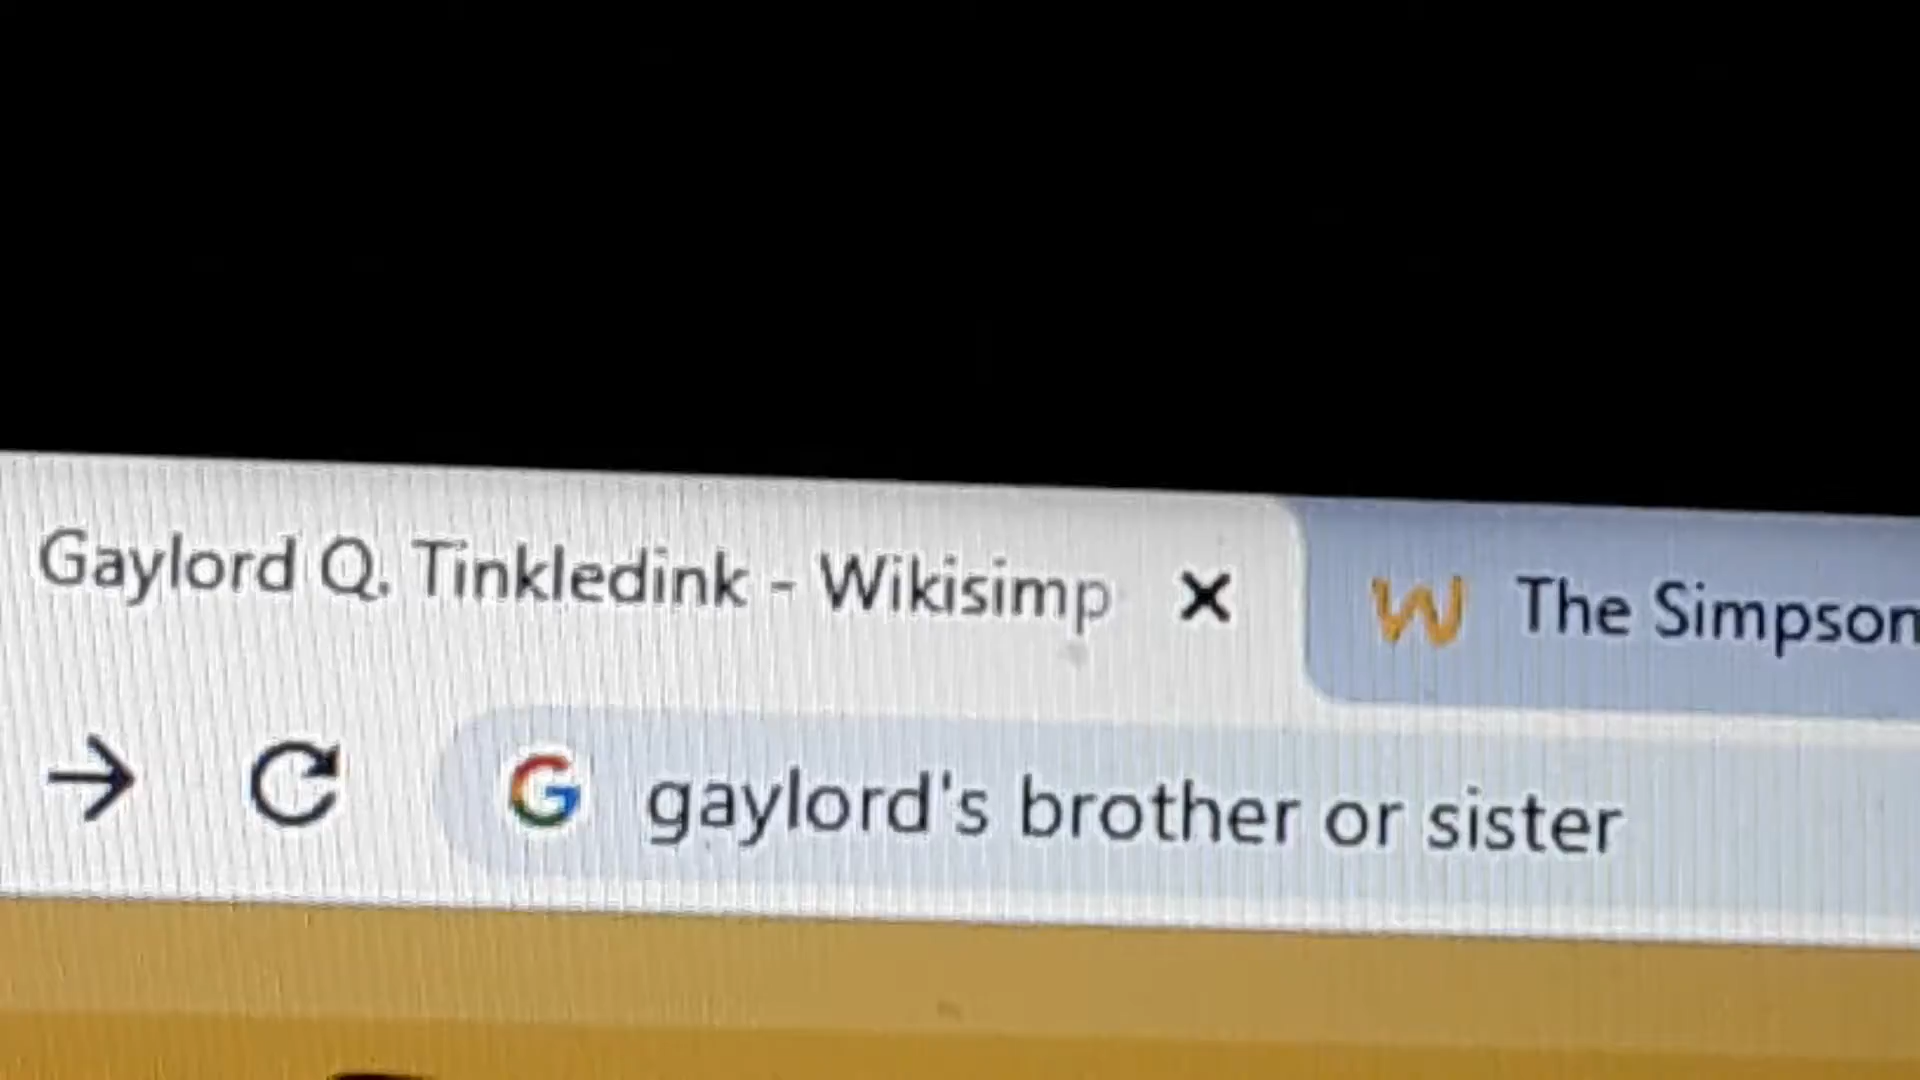 Gaylord Q. Tinkledink - Wikisimp
The Simpson
gaylord's brother or sister